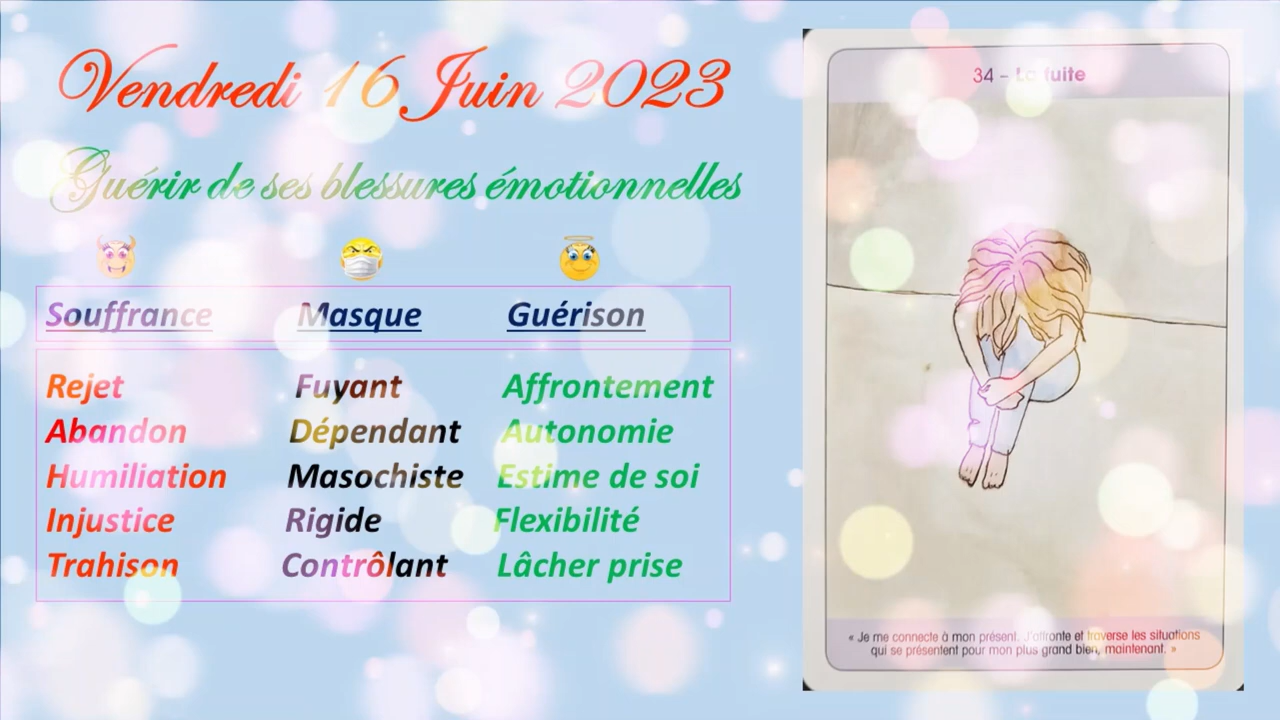 Vendredi 16 Juin 2023
Guérir de ses blessures émotionnelles
Souffrance Masque Guérison
Rejet Fuyant Affrontement
Abandon Dépendant Autonomie
Humiliation Masochiste Estime de soi
Injustice Rigide Flexibilité
Trahison Contrôlant Lâcher prise
34 – La fuite
« Je me connecte à mon présent. J'affronte et traverse les situations
qui se présentent pour mon plus grand bien, maintenant. »